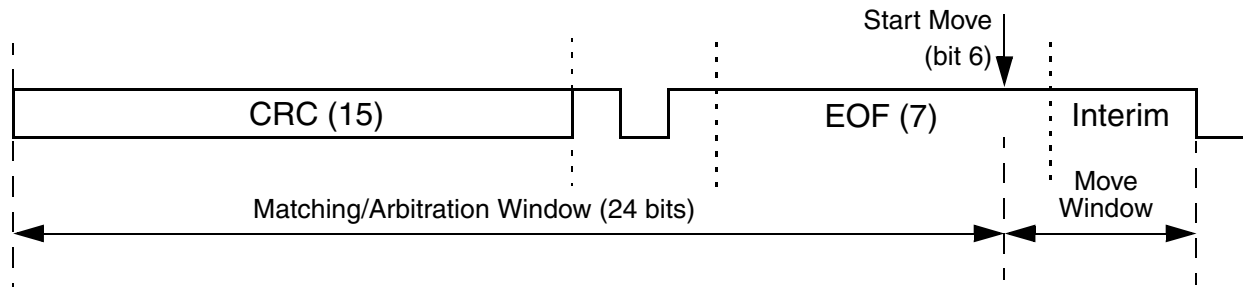 Start Move
(bit 6)
CRC (15)
EOF (7)
Interim
Matching/Arbitration Window (24 bits)
Move
Window